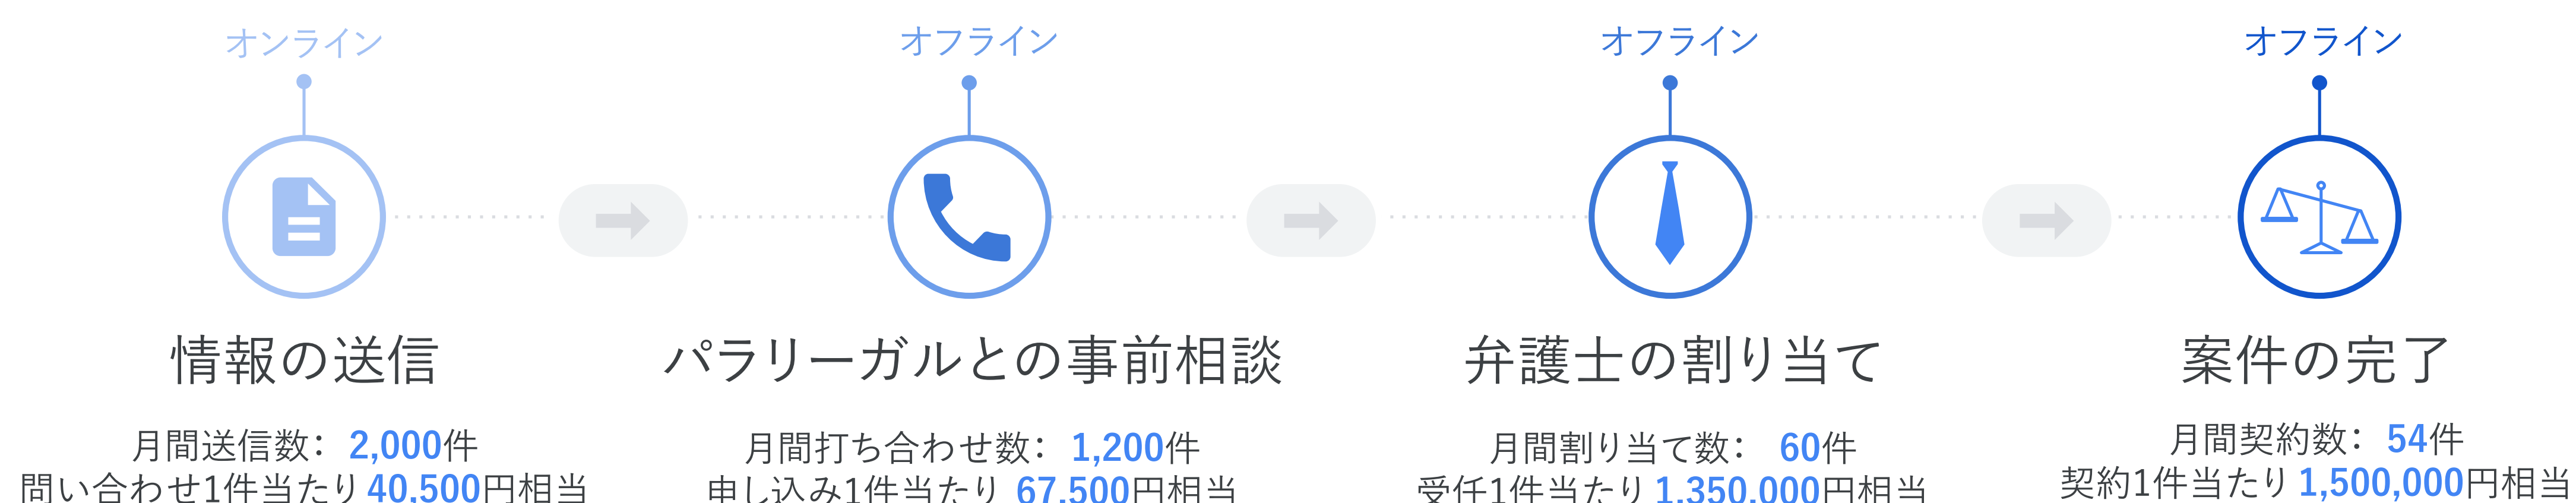 オンライン
オフライン
オフライン
オフライン
情報の送信
パラリーガルとの事前相談
弁護士の割り当て
案件の完了
月間送信数： 2,000件
問い合わせ1件当たり 40,500円相当
月間打ち合わせ数： 1,200件
申し込み1件当たり 67,500円相当
月間割り当て数： 60件
受任1件当たり 1,350,000円相当
月間契約数： 54件
契約1件当たり 1,500,000円相当